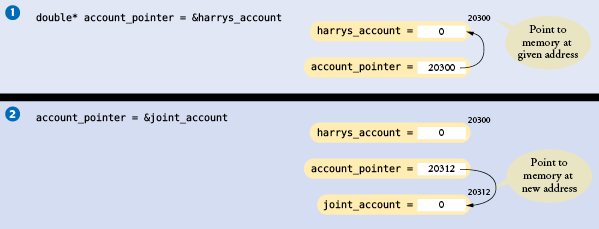 1 double* account_pointer = &harrys_account
20300
harrys_account = 0
account_pointer = 20300
Point to
memory at
given address
2 account_pointer = &joint_account
20300
harrys_account = 0
account_pointer = 20312
20312
joint_account = 0
Point to
memory at
new address